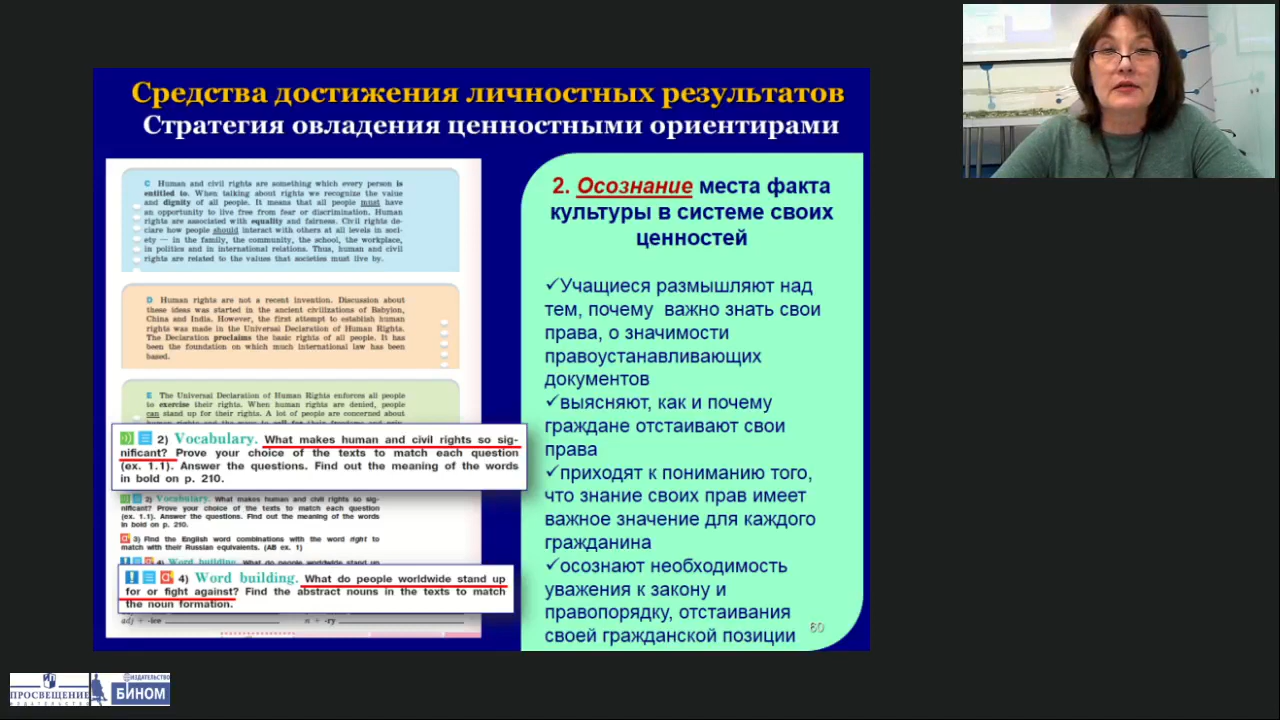 Средства достижения личностных результатов
Стратегия овладения ценностными ориентирами
C Human and civil rights are something which every person is
entitled to. When talking about rights we recognize the value
and dignity of all people. It means that all people must have
an opportunity to live free from fear or discrimination. Human
rights are associated with equality and fairness. Civil rights de-
clare how people should interact with others at all levels in soci-
ety — in the family, the community, the school, the workplace,
in politics and in international relations. Thus, human and civil
rights are related to the values that societies must live by.
D Human rights are not a recent invention. Discussion about
these ideas was started in the ancient civilizations of Babylon,
China and India. However, the first attempt to establish human
rights was made in the Universal Declaration of Human Rights.
The Declaration proclaims the basic rights of all people. It has
been the foundation on which much international law has been
based.
E The Universal Declaration of Human Rights enforces all people
to exercise their rights. When human rights are denied, people
can stand up for their rights. A lot of people are concerned about
2) Vocabulary. What makes human and civil rights so sig-
nificant? Prove your choice of the texts to match each question
(ex. 1.1). Answer the questions. Find out the meaning of the words
in bold on p. 210.
2) Vocabulary. What makes human and civil rights so sig-
nificant? Prove your choice of the texts to match each question
(ex. 1.1). Answer the questions. Find out the meaning of the words
in bold on p. 210.
3) Find the English word combinations with the word right to
match with their Russian equivalents. (AB ex. 1)
4) Word building. What do people worldwide stand up
4) Word building. What do people worldwide stand up
for or fight against? Find the abstract nouns in the texts to match
the noun formation.
adj + -ice
n + -ry
2. Осознание места факта
культуры в системе своих
ценностей
✓Учащиеся размышляют над
тем, почему важно знать свои
права, о значимости
правоустанавливающих
документов
✓выясняют, как и почему
граждане отстаивают свои
права
✓приходят к пониманию того,
что знание своих прав имеет
важное значение для каждого
гражданина
✓осознают необходимость
уважения к закону и
правопорядку, отстаивания
своей гражданской позиции
60
ПРОСВЕЩЕНИЕ
ИЗДАТЕЛЬСТВО
ИЗДАТЕЛЬСТВО
БИНОМ